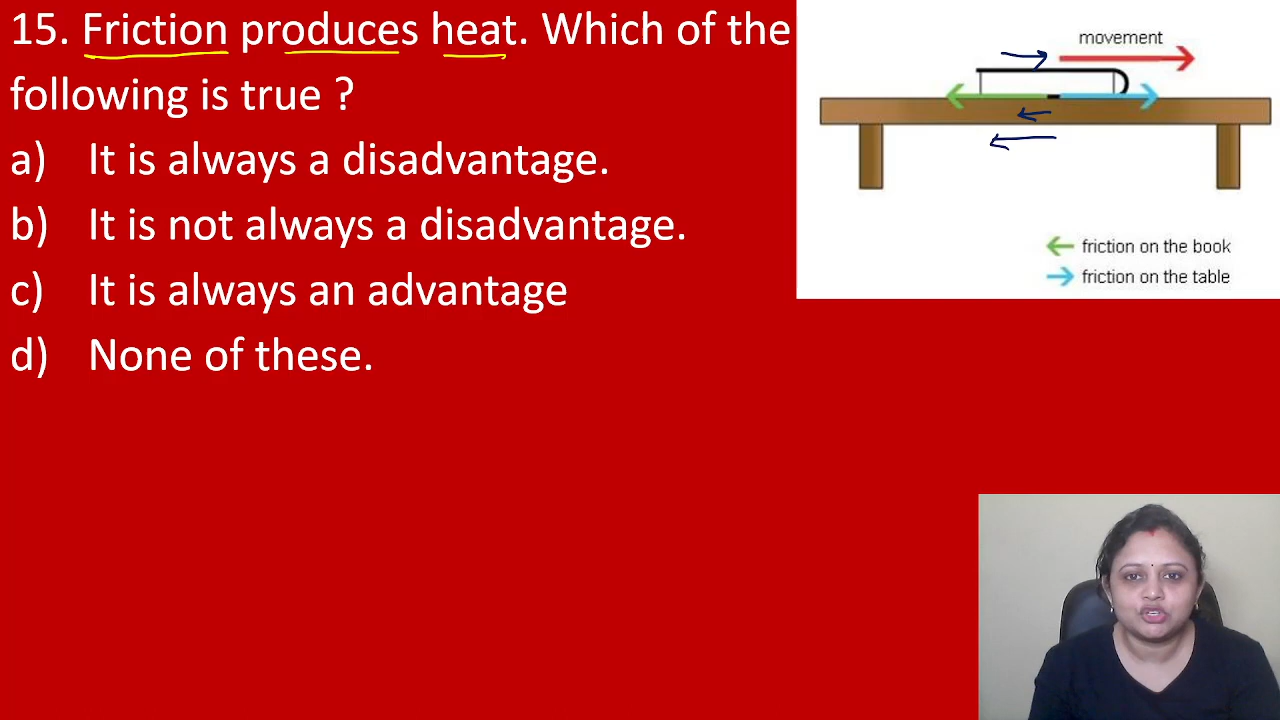 15. Friction produces heat. Which of the
following is true ?
a) It is always a disadvantage.
b) It is not always a disadvantage.
c) It is always an advantage
d) None of these.
movement
friction on the book
friction on the table